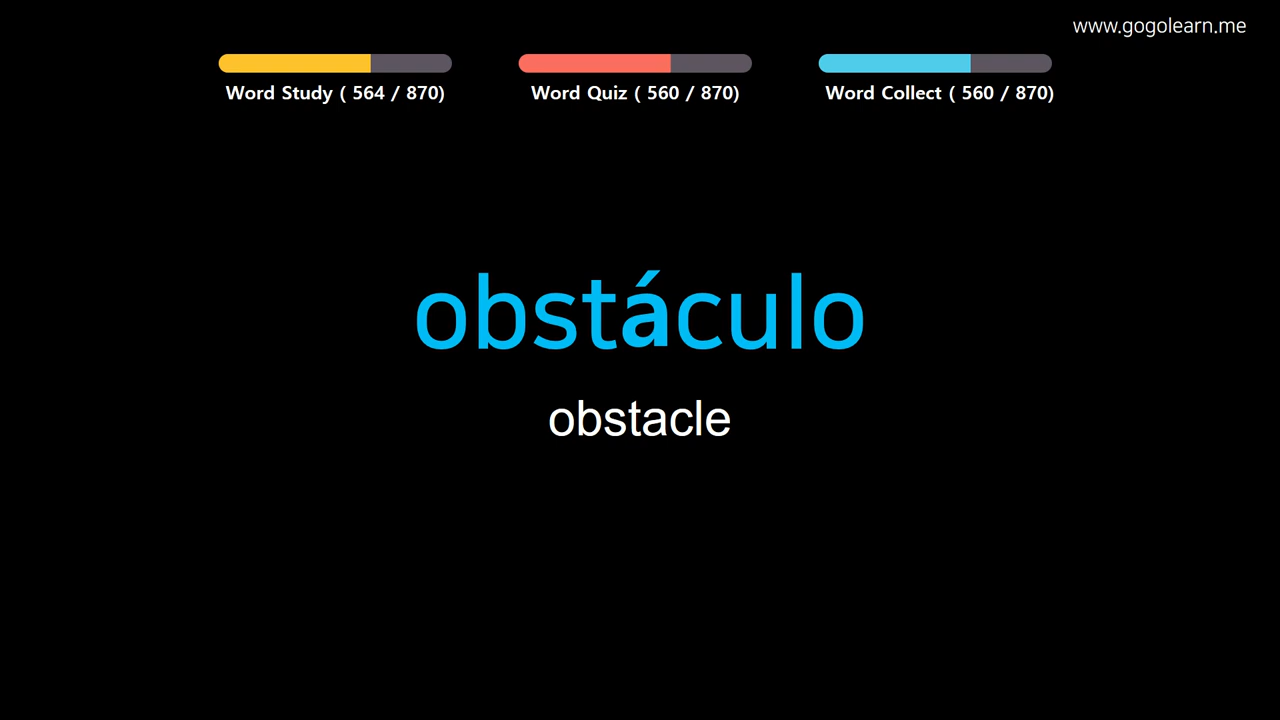 www.gogolearn.me
Word Study ( 564 / 870)
Word Quiz ( 560 / 870)
Word Collect ( 560 / 870)
obstáculo
obstacle